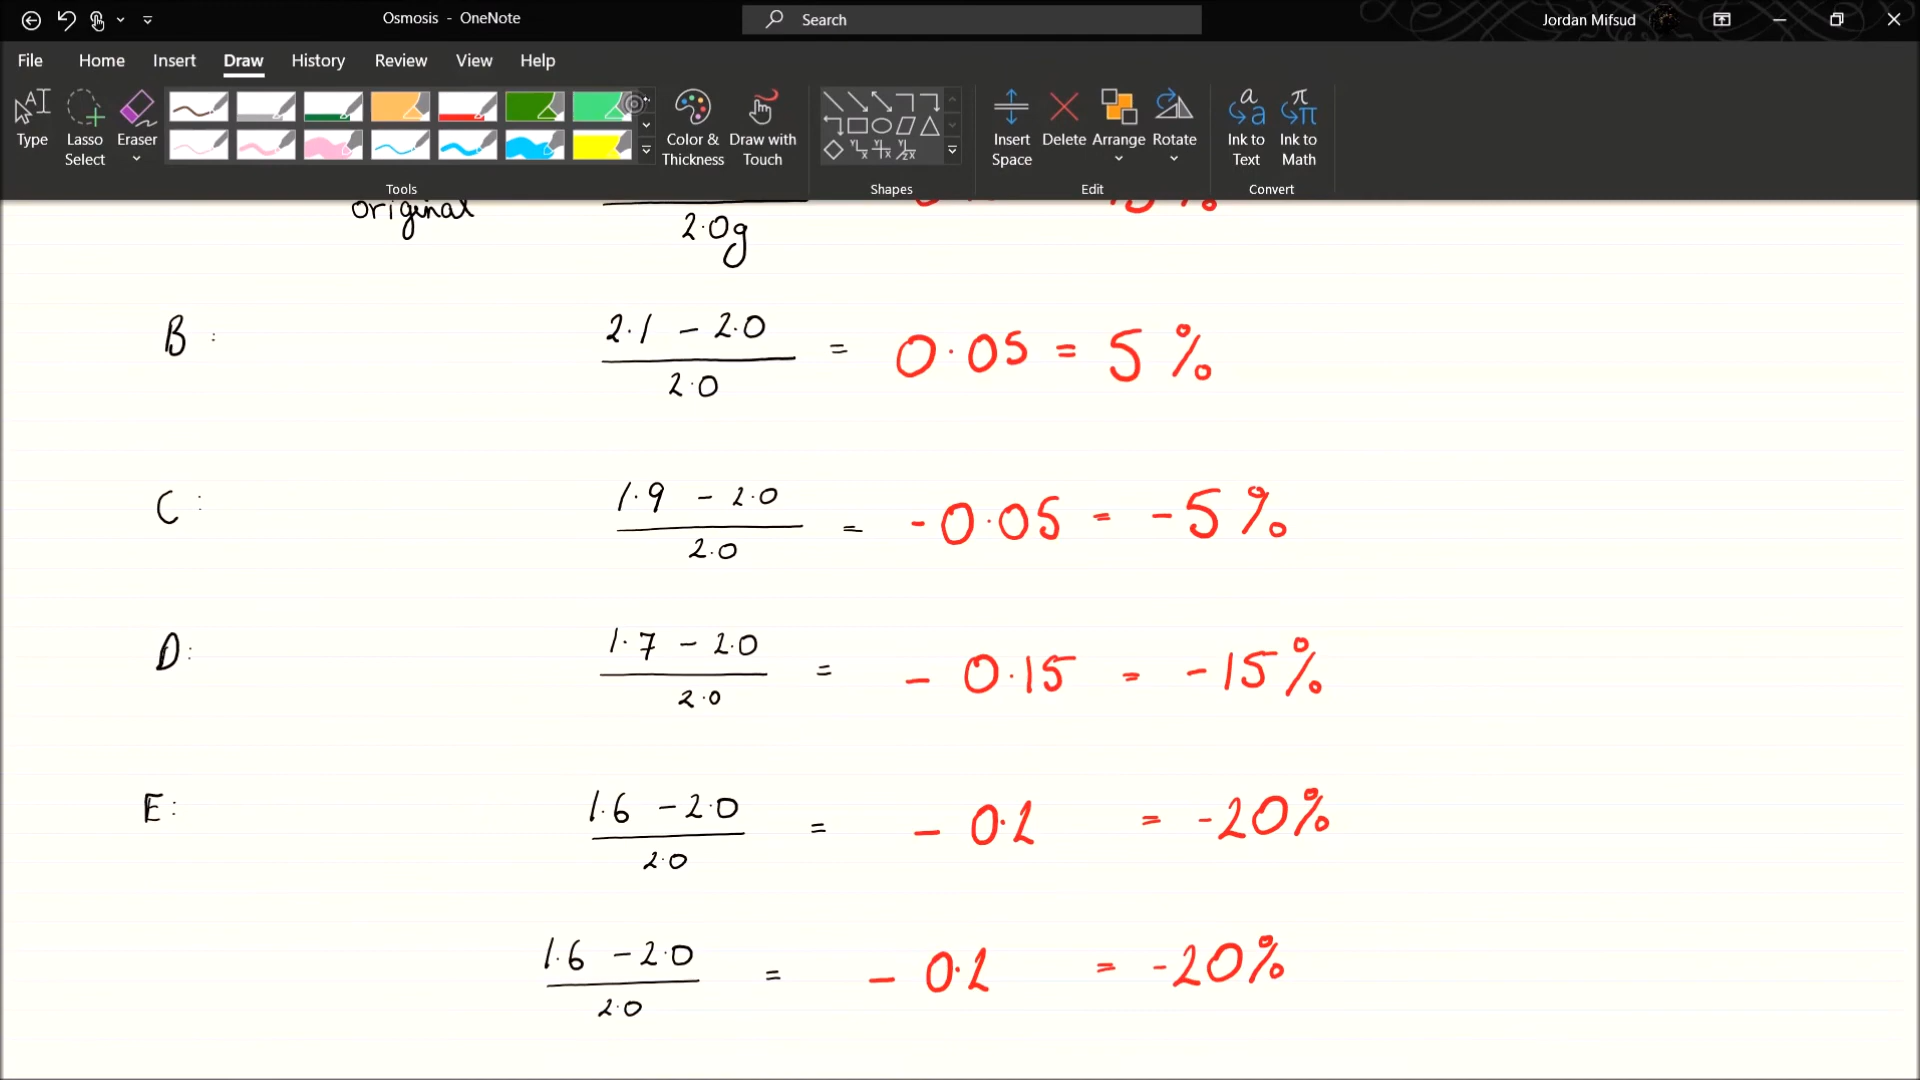 Osmosis - OneNote
Search
Jordan Mifsud
File Home Insert Draw History Review View Help
Type
Lasso Select
Eraser
Color & Thickness
Draw with Touch
Insert Space
Delete
Arrange
Rotate
Ink to Text
Ink to Math
Tools
Shapes
Edit
Convert
original
2.0g
B : 2.1 - 2.0 / 2.0 = 0.05 = 5 %
C : 1.9 - 2.0 / 2.0 = - 0.05 = - 5 %
D : 1.7 - 2.0 / 2.0 = - 0.15 = - 15 %
E : 1.6 - 2.0 / 2.0 = - 0.2 = - 20 %
1.6 - 2.0 / 2.0 = - 0.2 = - 20 %